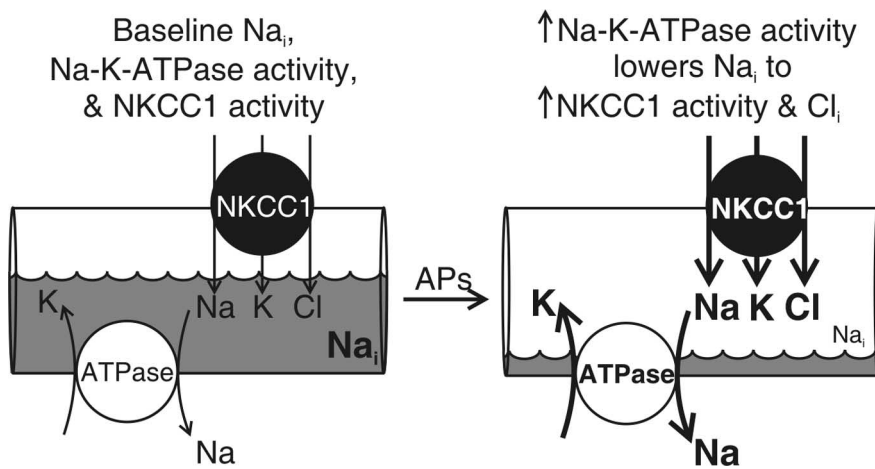 Baseline Naᵢ,
Na-K-ATPase activity,
& NKCC1 activity
NKCC1
K
Na K Cl
Naᵢ
ATPase
Na
APs
↑Na-K-ATPase activity
lowers Naᵢ to
↑NKCC1 activity & Clᵢ
NKCC1
K
Na K Cl
Naᵢ
ATPase
Na